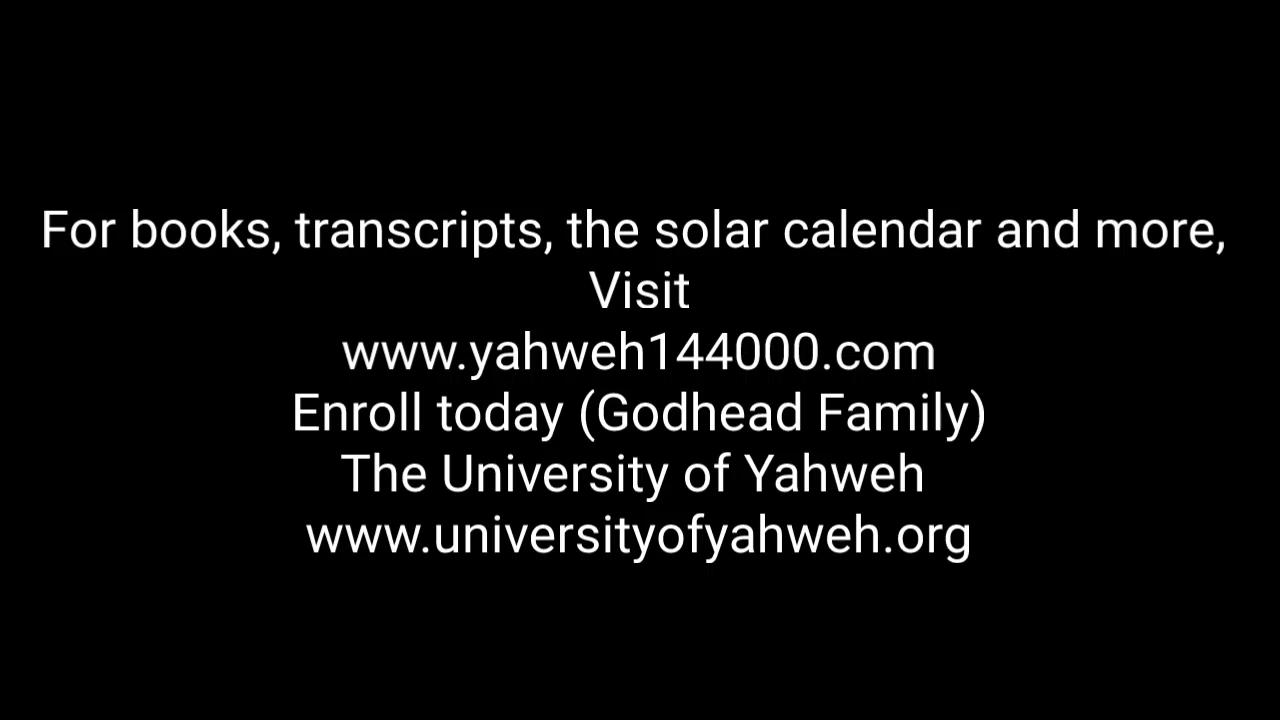 For books, transcripts, the solar calendar and more,
Visit
www.yahweh144000.com
Enroll today (Godhead Family)
The University of Yahweh
www.universityofyahweh.org